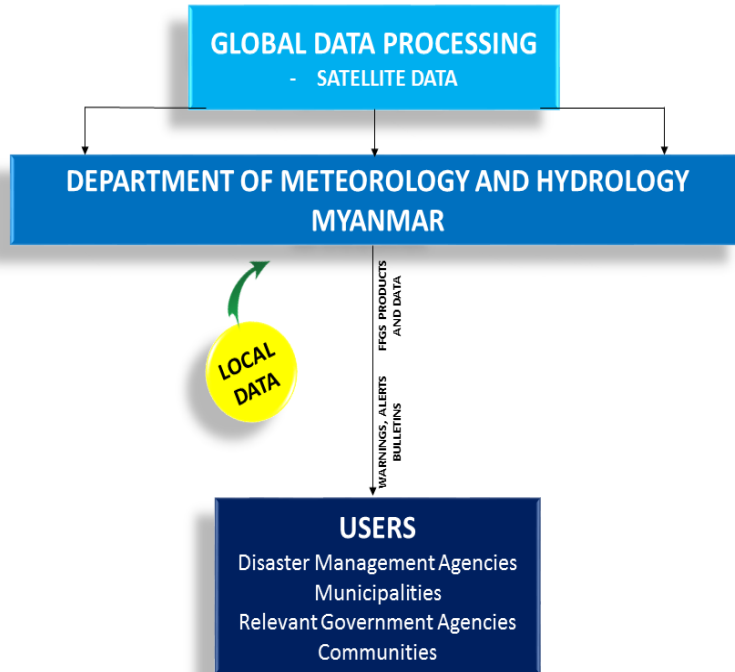 GLOBAL DATA PROCESSING
- SATELLITE DATA
DEPARTMENT OF METEOROLOGY AND HYDROLOGY
MYANMAR
FFGS PRODUCTS
AND DATA
LOCAL
DATA
WARNINGS, ALERTS
BULLETINS
USERS
Disaster Management Agencies
Municipalities
Relevant Government Agencies
Communities